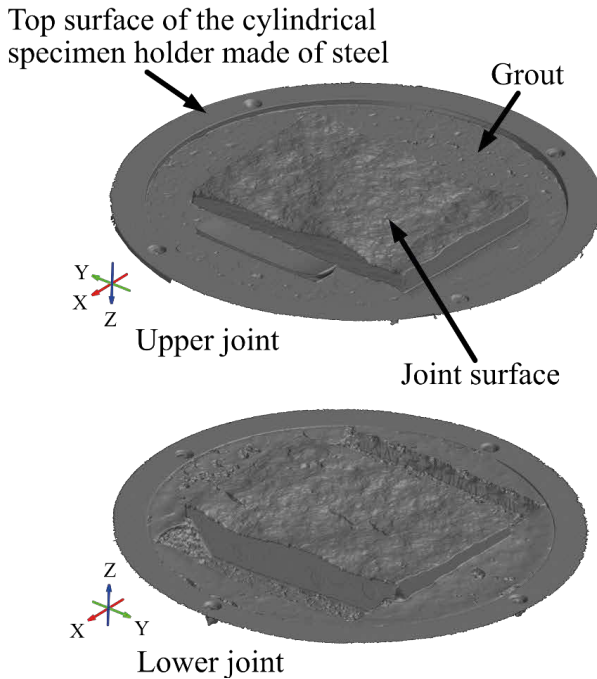 Top surface of the cylindrical
specimen holder made of steel
Grout
Y
X
Z
Upper joint
Joint surface
Z
X
Y
Lower joint